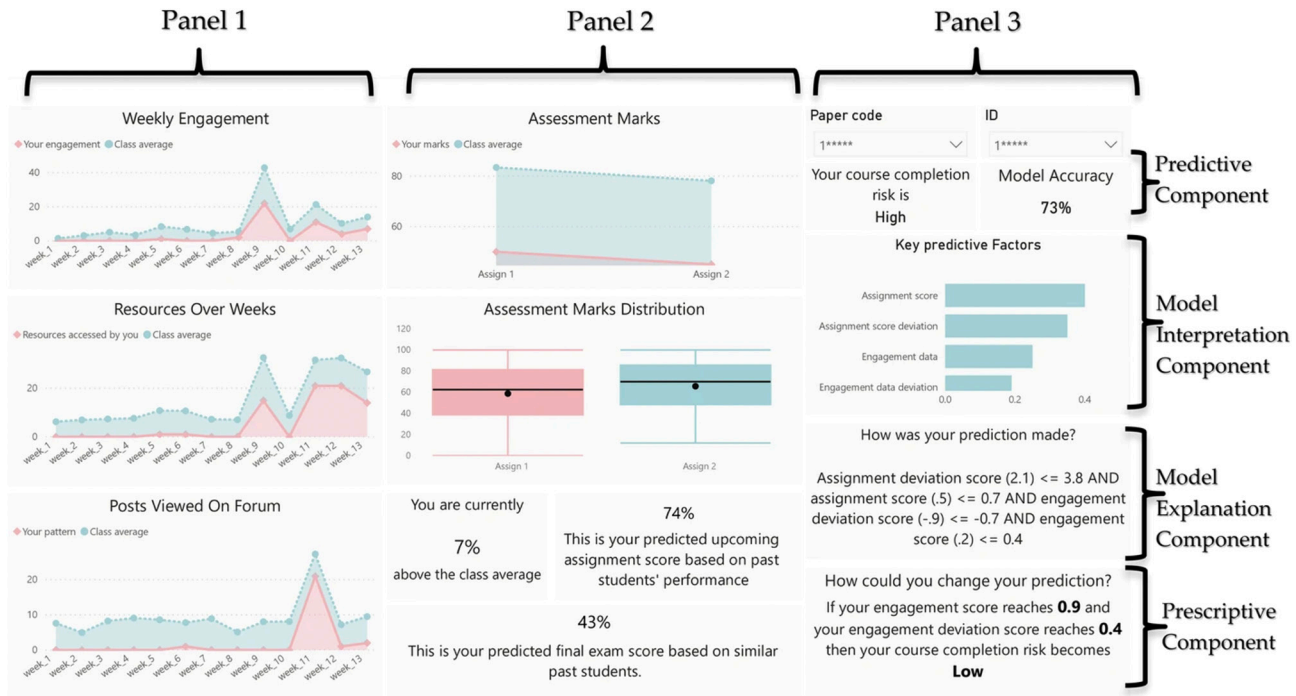 Panel 1
Panel 2
Panel 3
Weekly Engagement
Your engagement Class average
40
20
0
week_1
week_2
week_3
week_4
week_5
week_6
week_7
week_8
week_9
week_10
week_11
week_12
week_13
Resources Over Weeks
Resources accessed by you Class average
20
0
week_1
week_2
week_3
week_4
week_5
week_6
week_7
week_8
week_9
week_10
week_11
week_12
week_13
Posts Viewed On Forum
Your pattern Class average
20
10
0
week_1
week_2
week_3
week_4
week_5
week_6
week_7
week_8
week_9
week_10
week_11
week_12
week_13
Assessment Marks
Your marks Class average
80
60
Assign 1
Assign 2
Assessment Marks Distribution
120
100
80
60
40
20
0
Assign 1
Assign 2
You are currently
7%
above the class average
74%
This is your predicted upcoming
assignment score based on past
students' performance
43%
This is your predicted final exam score based on similar
past students.
Paper code
1*****
ID
1*****
Your course completion
risk is
High
Model Accuracy
73%
Key predictive Factors
Assignment score
Assignment score deviation
Engagement data
Engagement data deviation
0.0
0.2
0.4
How was your prediction made?
Assignment deviation score (2.1) <= 3.8 AND
assignment score (.5) <= 0.7 AND engagement
deviation score (-.9) <= -0.7 AND engagement
score (.2) <= 0.4
How could you change your prediction?
If your engagement score reaches 0.9 and
your engagement deviation score reaches 0.4
then your course completion risk becomes
Low
Predictive
Component
Model
Interpretation
Component
Model
Explanation
Component
Prescriptive
Component